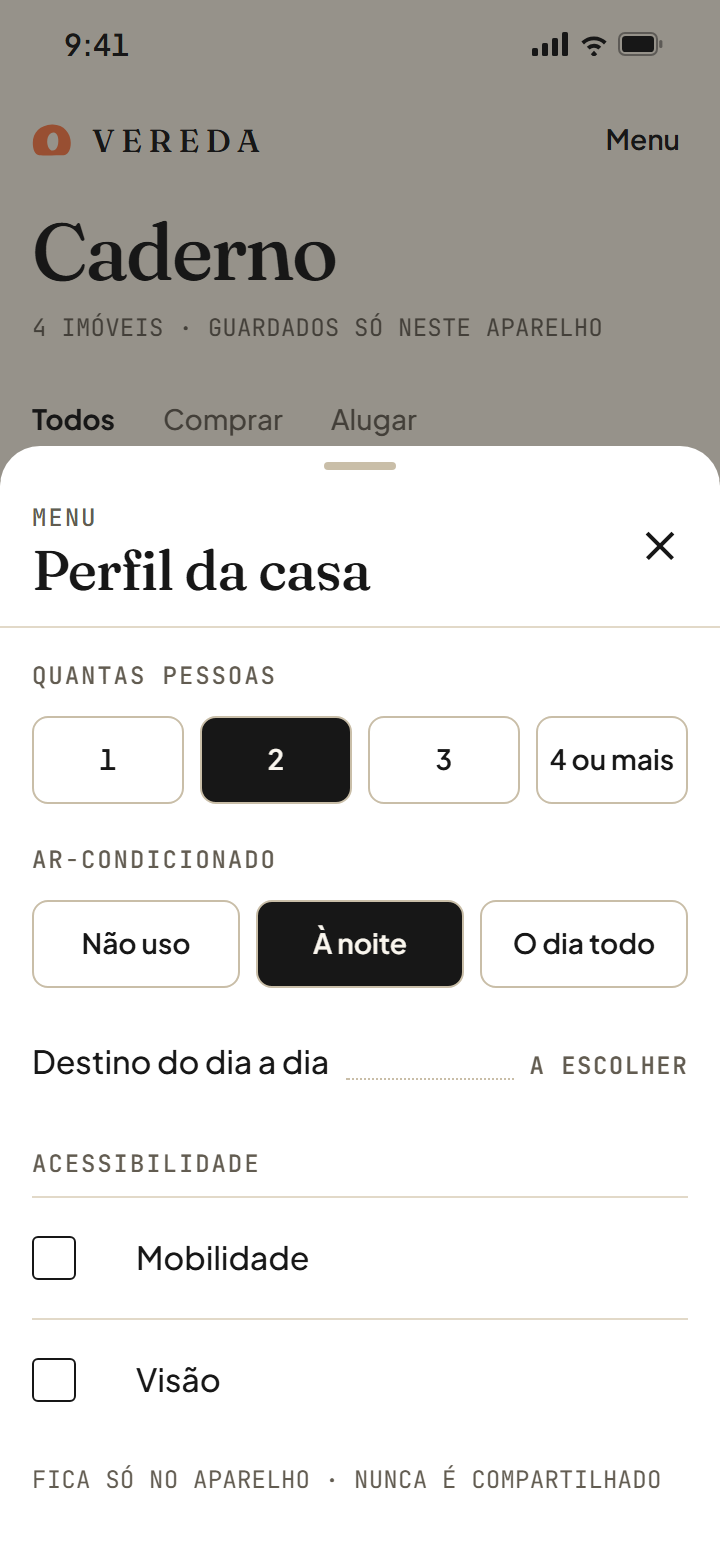 9:41
VEREDA
Menu
Caderno
4 IMÓVEIS · GUARDADOS SÓ NESTE APARELHO
Todos Comprar Alugar
MENU
Perfil da casa
QUANTAS PESSOAS
1 2 3 4 ou mais
AR-CONDICIONADO
Não uso À noite O dia todo
Destino do dia a dia A ESCOLHER
ACESSIBILIDADE
Mobilidade
Visão
FICA SÓ NO APARELHO · NUNCA É COMPARTILHADO